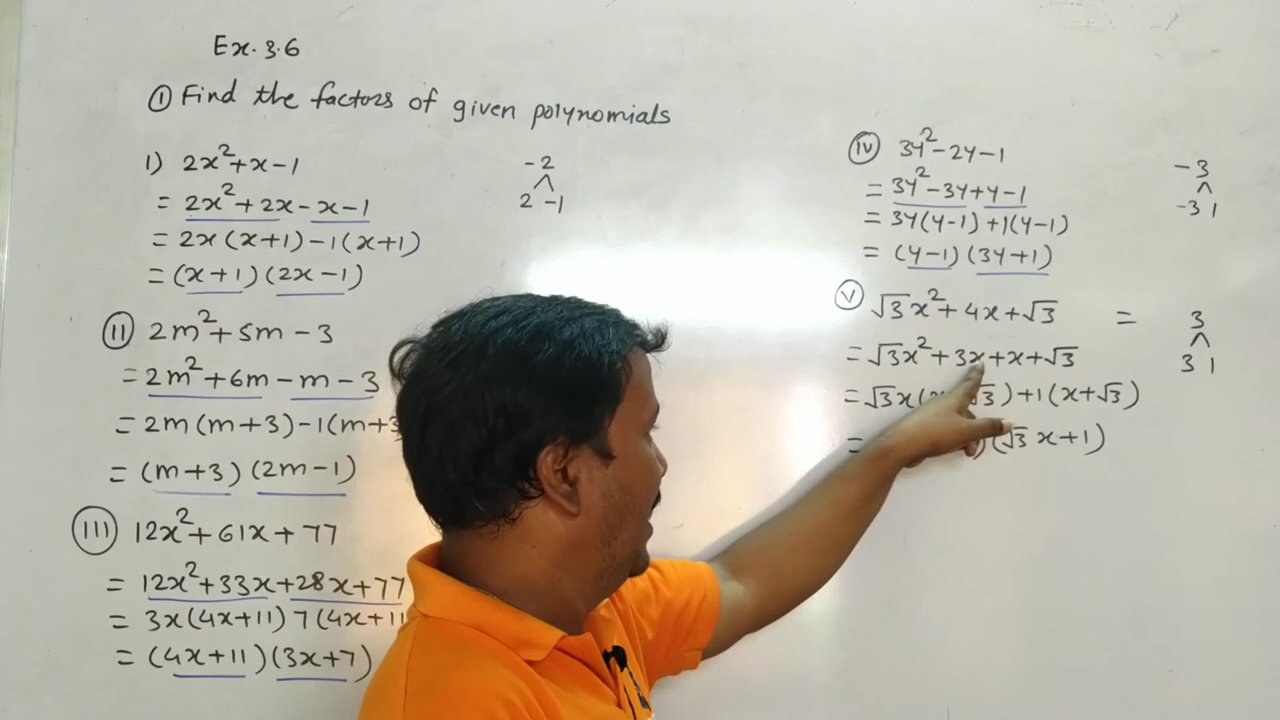 Ex. 3.6
① Find the factors of given polynomials
1) 2x²+x-1
= 2x²+2x-x-1
= 2x(x+1)-1(x+1)
= (x+1)(2x-1)
-2
2 -1
(II) 2m²+5m-3
= 2m²+6m-m-3
= 2m(m+3)-1(m+3
= (m+3)(2m-1)
(III) 12x²+61x+77
= 12x²+33x+28x+77
= 3x(4x+11) 7(4x+11
= (4x+11)(3x+7)
(IV) 3y²-2y-1
= 3y²-3y+y-1
= 3y(y-1)+1(y-1)
= (y-1)(3y+1)
-3
-3 1
(V) √3x²+4x+√3 =
= √3x²+3x+x+√3
= √3x( √3)+1(x+√3)
= )(√3x+1)
3
3 1